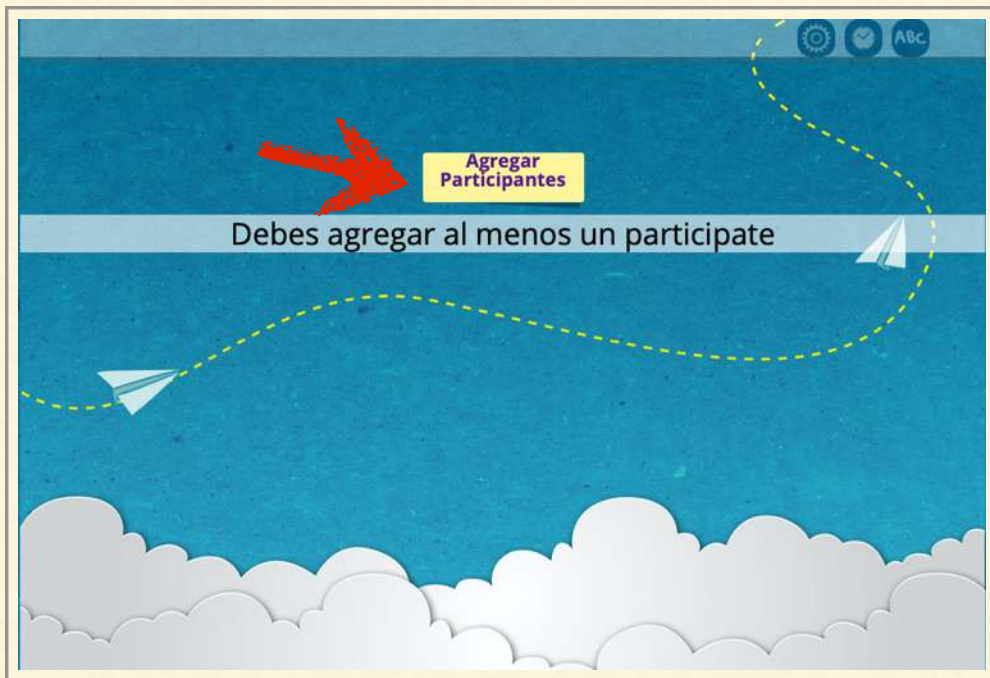 ABC
Agregar
Participantes
Debes agregar al menos un participate